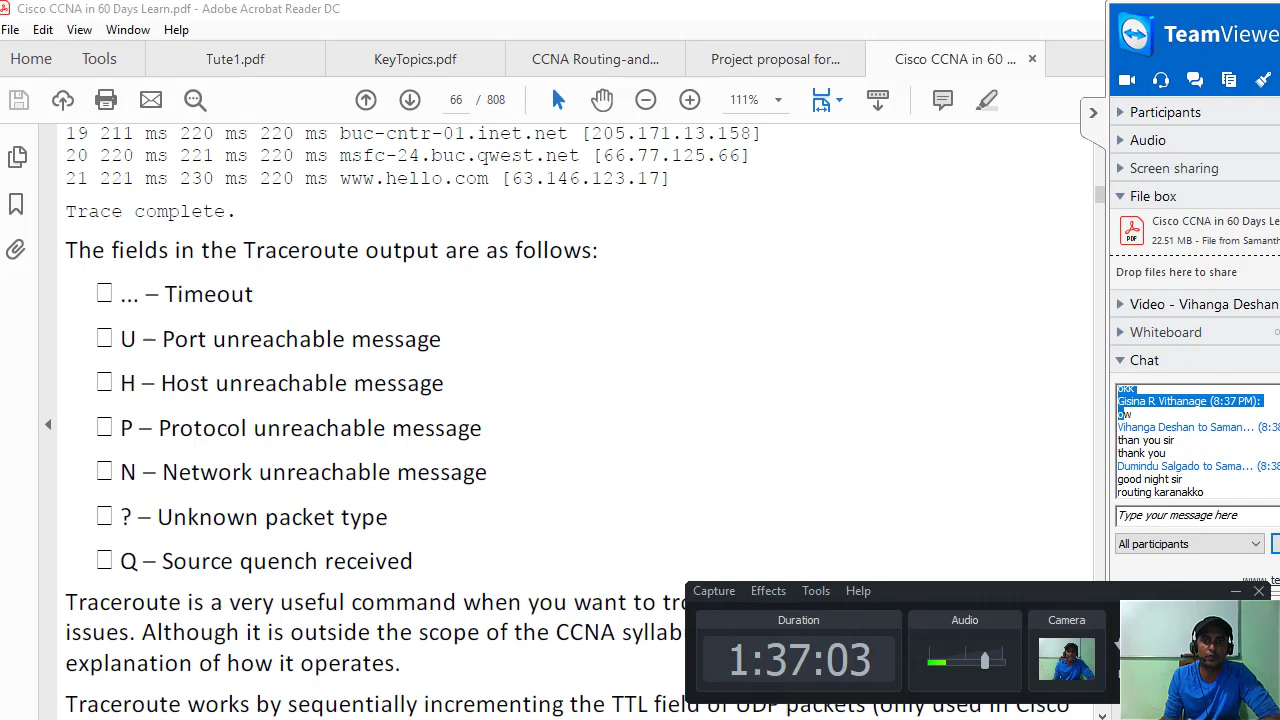 Cisco CCNA in 60 Days Learn.pdf - Adobe Acrobat Reader DC
File Edit View Window Help
Home Tools Tute1.pdf KeyTopics.pdf CCNA Routing-and... Project proposal for... Cisco CCNA in 60 ...
66 / 808 111%
19 211 ms 220 ms 220 ms buc-cntr-01.inet.net [205.171.13.158]
20 220 ms 221 ms 220 ms msfc-24.buc.qwest.net [66.77.125.66]
21 221 ms 230 ms 220 ms www.hello.com [63.146.123.17]
Trace complete.
The fields in the Traceroute output are as follows:
... – Timeout
U – Port unreachable message
H – Host unreachable message
P – Protocol unreachable message
N – Network unreachable message
? – Unknown packet type
Q – Source quench received
Traceroute is a very useful command when you want to
issues. Although it is outside the scope of the CCNA
explanation of how it operates.
Traceroute works by sequentially incrementing the TTL field of UDP packets (only used in Cisco
TeamViewe
Participants
Audio
Screen sharing
File box
Cisco CCNA in 60 Days Lear
22.51 MB - File from Samant
PDF
Drop files here to share
Video - Vihanga Deshan
Whiteboard
Chat
Gisina R Vithanage (8:37 PM):
ow
Vihanga Deshan to Saman... (8:38
than you sir
thank you
Dumindu Salgado to Sama... (8:3
good night sir
routing karanakko
Type your message here
All participants
Capture Effects Tools Help
Duration Audio Camera
1:37:03